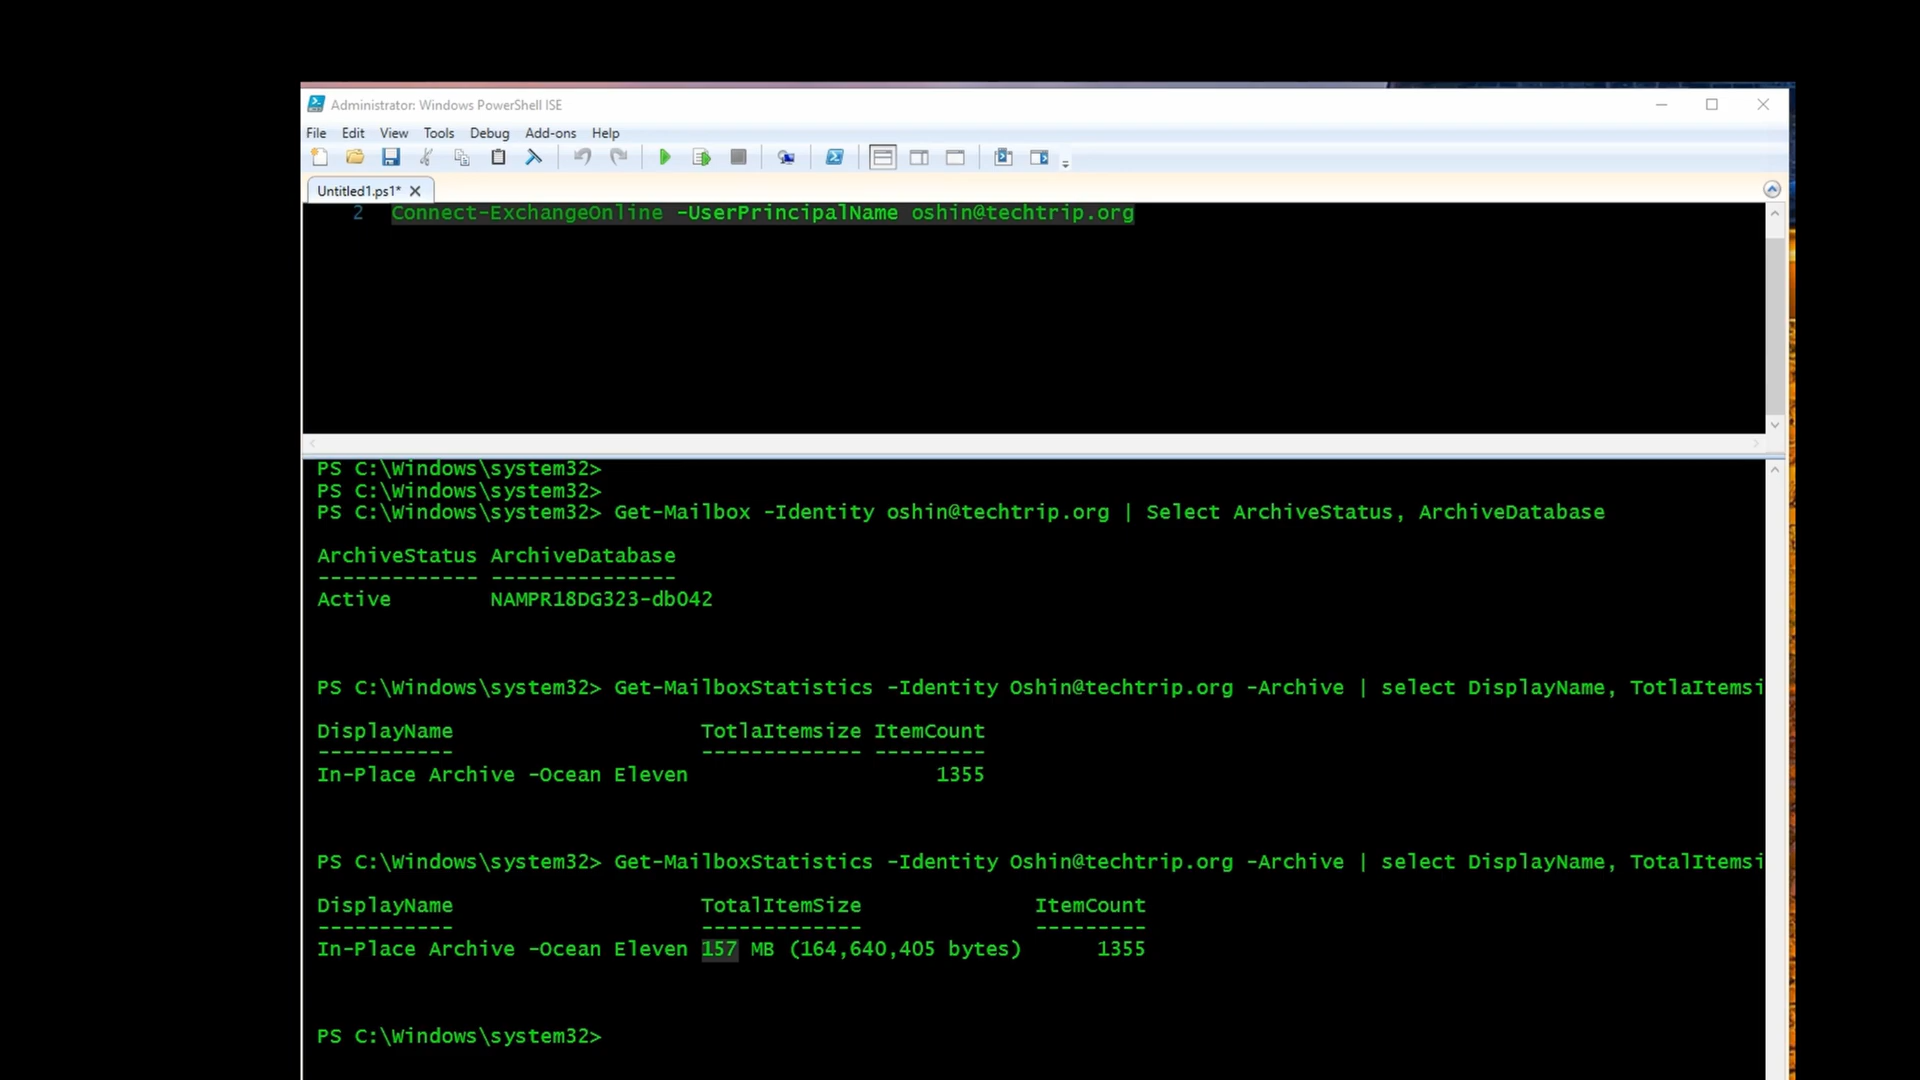 Administrator: Windows PowerShell ISE
File Edit View Tools Debug Add-ons Help
Untitled1.ps1*
2 Connect-ExchangeOnline -UserPrincipalName oshin@techtrip.org
PS C:\Windows\system32>
PS C:\Windows\system32>
PS C:\Windows\system32> Get-Mailbox -Identity oshin@techtrip.org | Select ArchiveStatus, ArchiveDatabase
ArchiveStatus ArchiveDatabase
------------- ---------------
Active NAMPR18DG323-db042
PS C:\Windows\system32> Get-MailboxStatistics -Identity Oshin@techtrip.org -Archive | select DisplayName, TotlaItemsi
DisplayName TotlaItemsize ItemCount
----------- ------------- ---------
In-Place Archive -Ocean Eleven 1355
PS C:\Windows\system32> Get-MailboxStatistics -Identity Oshin@techtrip.org -Archive | select DisplayName, TotalItemsi
DisplayName TotalItemSize ItemCount
----------- ------------- ---------
In-Place Archive -Ocean Eleven 157 MB (164,640,405 bytes) 1355
PS C:\Windows\system32>